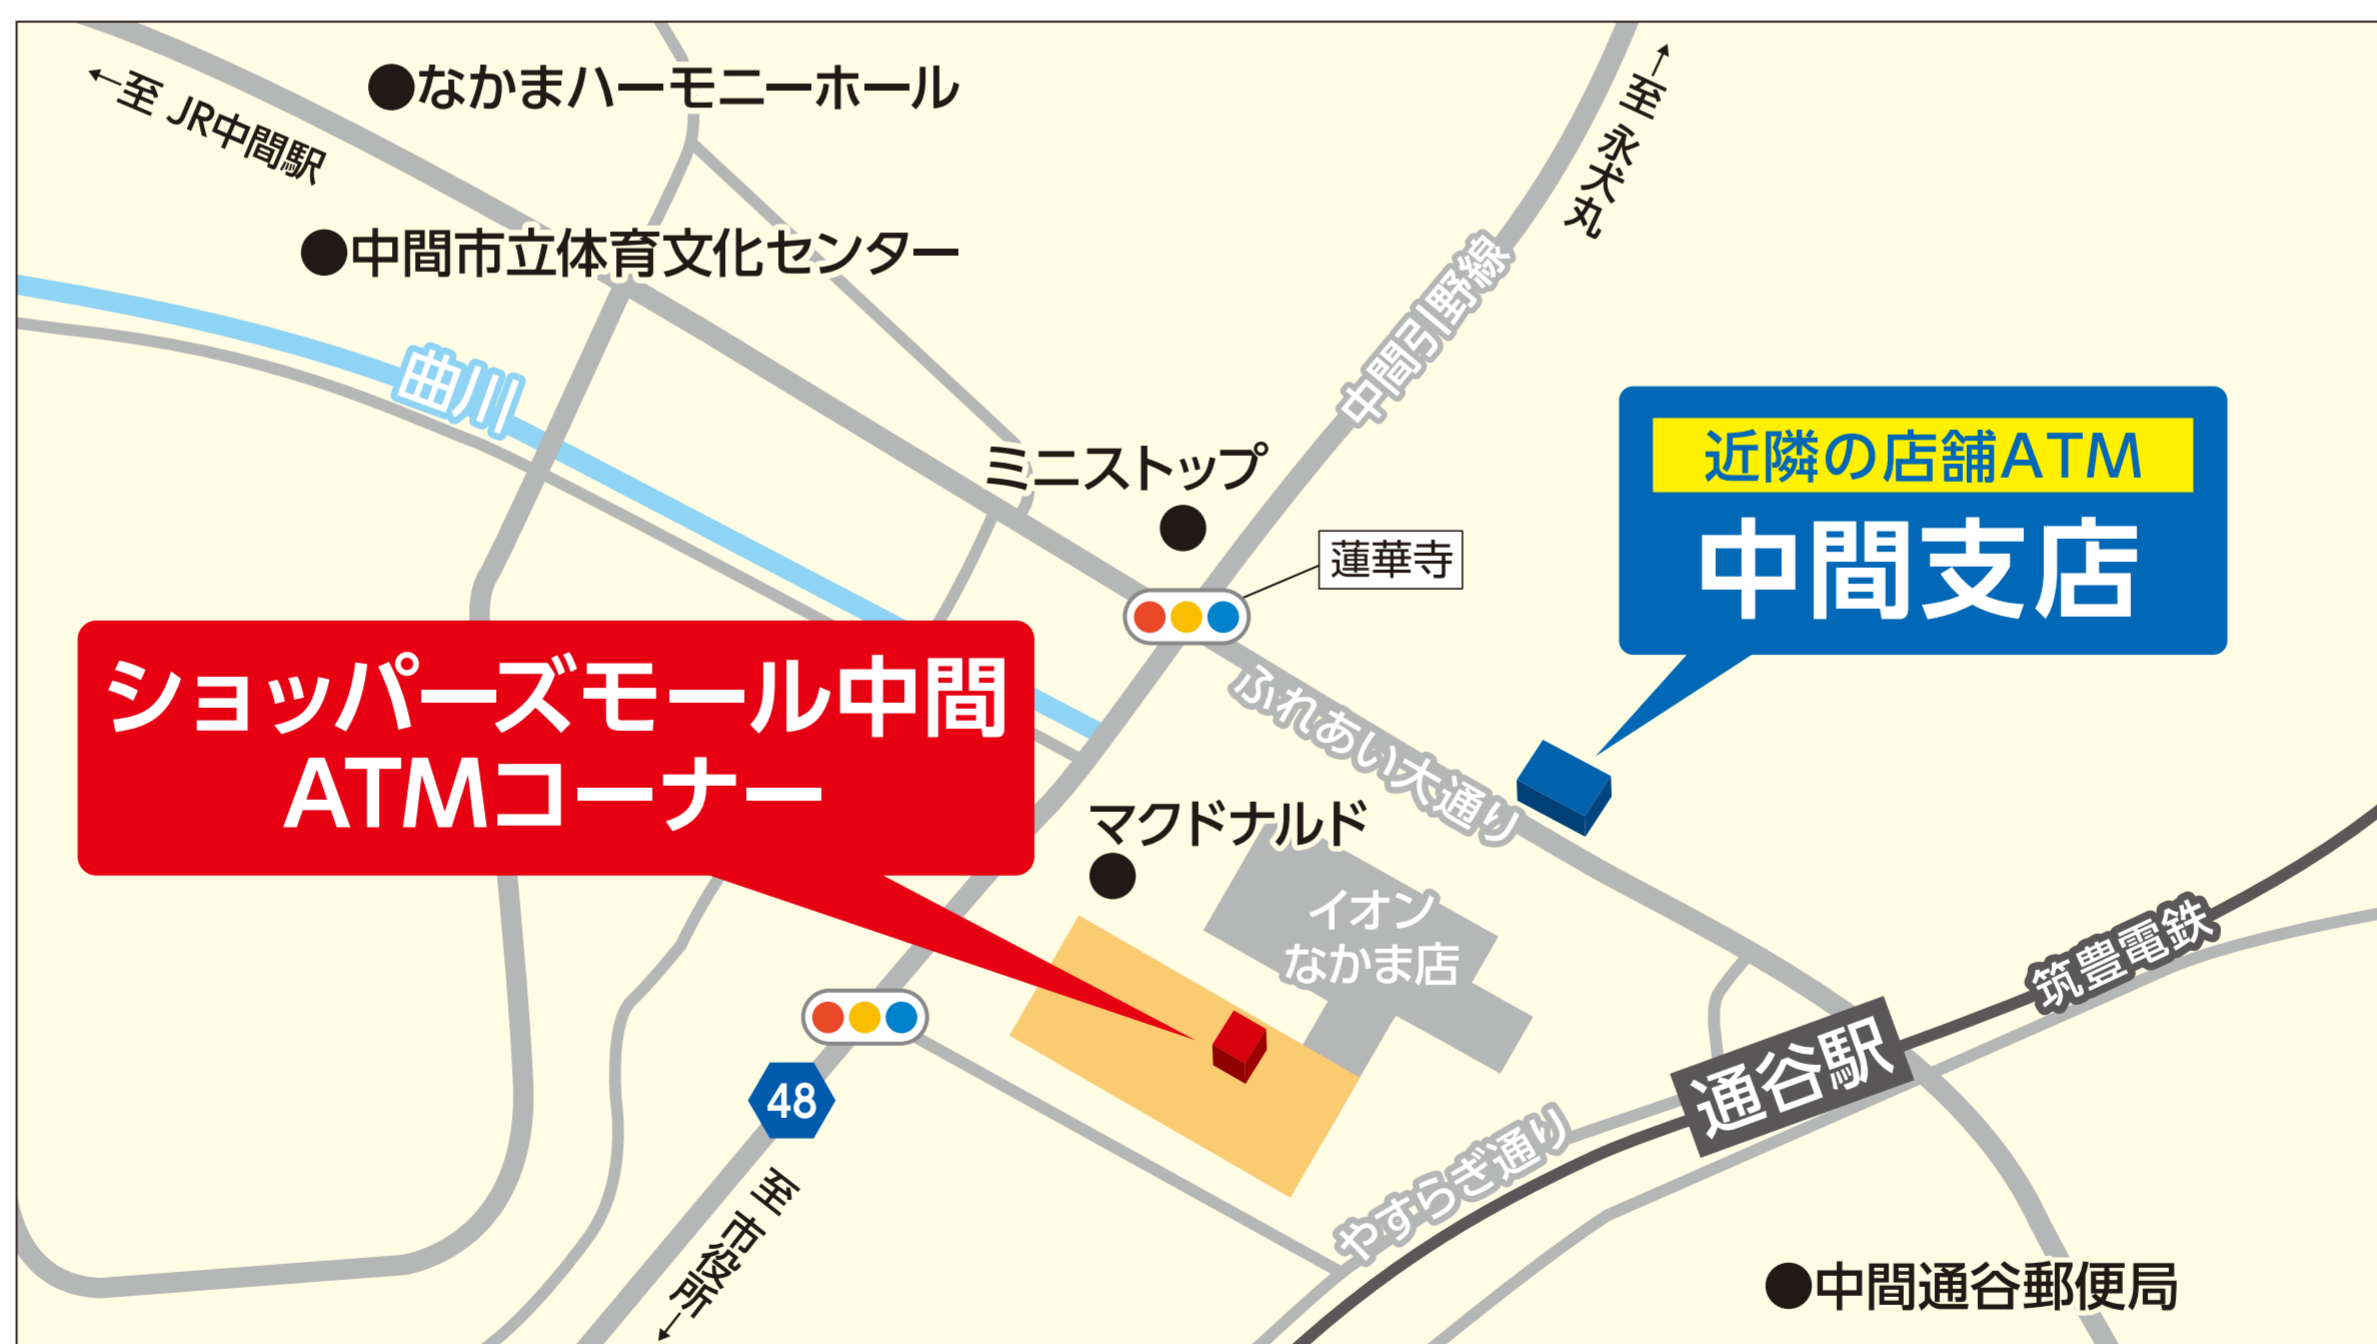 なかまハーモニーホール
←至 JR中間駅
↑至 永犬丸
中間市立体育文化センター
曲川
中間引野線
ミニストップ
蓮華寺
近隣の店舗ATM
中間支店
ショッパーズモール中間
ATMコーナー
ふれあい大通り
マクドナルド
イオン
なかま店
筑豊電鉄
通谷駅
48
やすらぎ通り
至 市役所↓
中間通谷郵便局